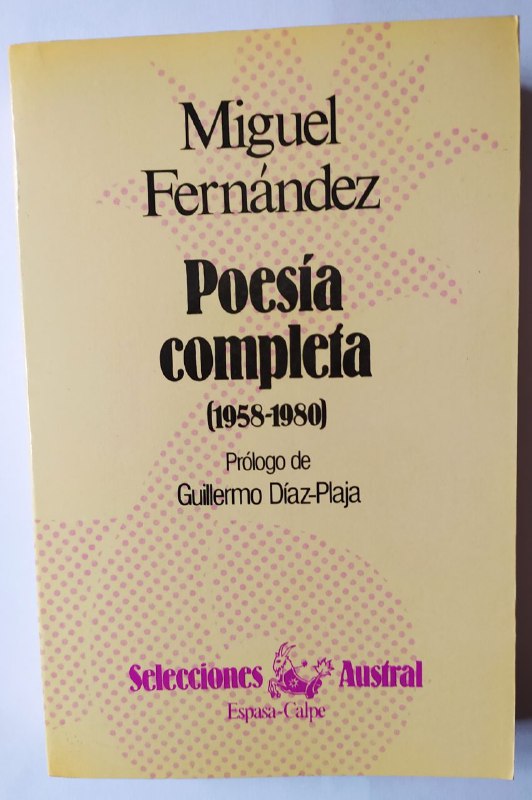 Miguel
Fernández
Poesía
completa
(1958-1980)
Prólogo de
Guillermo Díaz-Plaja
Selecciones Austral
Espasa-Calpe